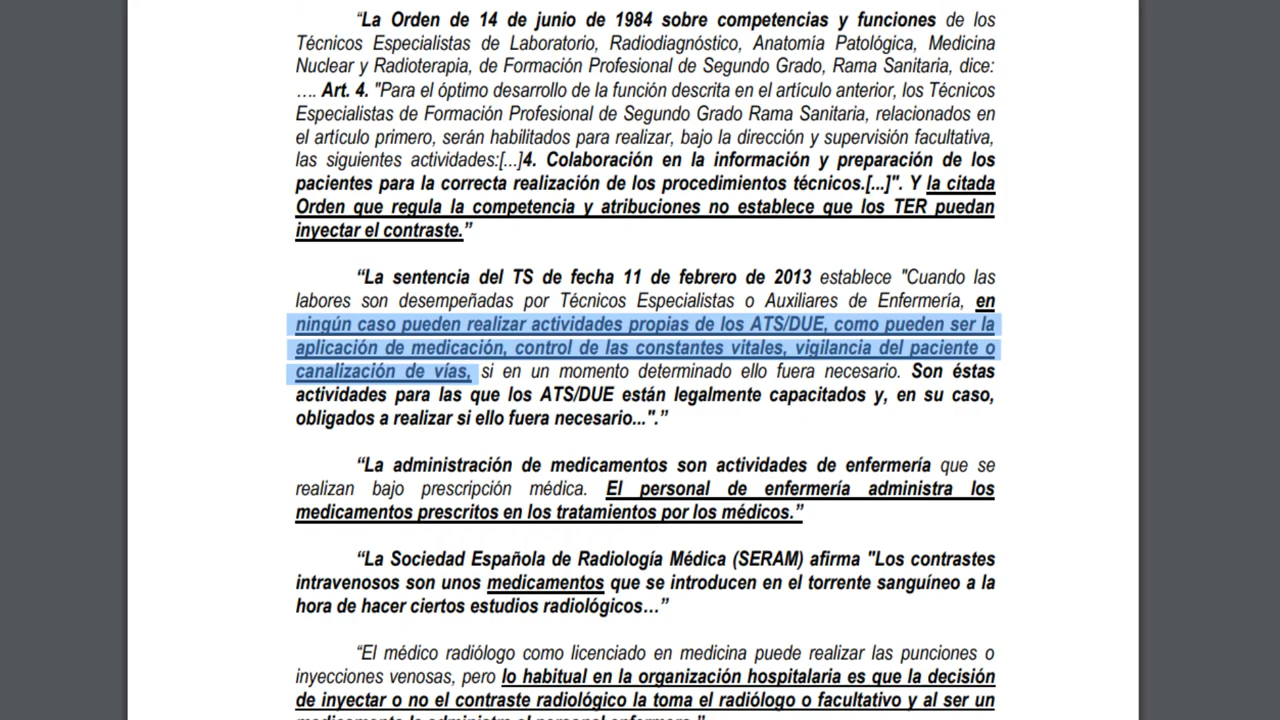 “La Orden de 14 de junio de 1984 sobre competencias y funciones de los
Técnicos Especialistas de Laboratorio, Radiodiagnóstico, Anatomía Patológica, Medicina
Nuclear y Radioterapia, de Formación Profesional de Segundo Grado, Rama Sanitaria, dice:
…. Art. 4. "Para el óptimo desarrollo de la función descrita en el artículo anterior, los Técnicos
Especialistas de Formación Profesional de Segundo Grado Rama Sanitaria, relacionados en
el artículo primero, serán habilitados para realizar, bajo la dirección y supervisión facultativa,
las siguientes actividades:[...]4. Colaboración en la información y preparación de los
pacientes para la correcta realización de los procedimientos técnicos.[...]". Y la citada
Orden que regula la competencia y atribuciones no establece que los TER puedan
inyectar el contraste.”
“La sentencia del TS de fecha 11 de febrero de 2013 establece "Cuando las
labores son desempeñadas por Técnicos Especialistas o Auxiliares de Enfermería, en
ningún caso pueden realizar actividades propias de los ATS/DUE, como pueden ser la
aplicación de medicación, control de las constantes vitales, vigilancia del paciente o
canalización de vías, si en un momento determinado ello fuera necesario. Son éstas
actividades para las que los ATS/DUE están legalmente capacitados y, en su caso,
obligados a realizar si ello fuera necesario...".”
“La administración de medicamentos son actividades de enfermería que se
realizan bajo prescripción médica. El personal de enfermería administra los
medicamentos prescritos en los tratamientos por los médicos.”
“La Sociedad Española de Radiología Médica (SERAM) afirma "Los contrastes
intravenosos son unos medicamentos que se introducen en el torrente sanguíneo a la
hora de hacer ciertos estudios radiológicos…”
“El médico radiólogo como licenciado en medicina puede realizar las punciones o
inyecciones venosas, pero lo habitual en la organización hospitalaria es que la decisión
de inyectar o no el contraste radiológico la toma el radiólogo o facultativo y al ser un